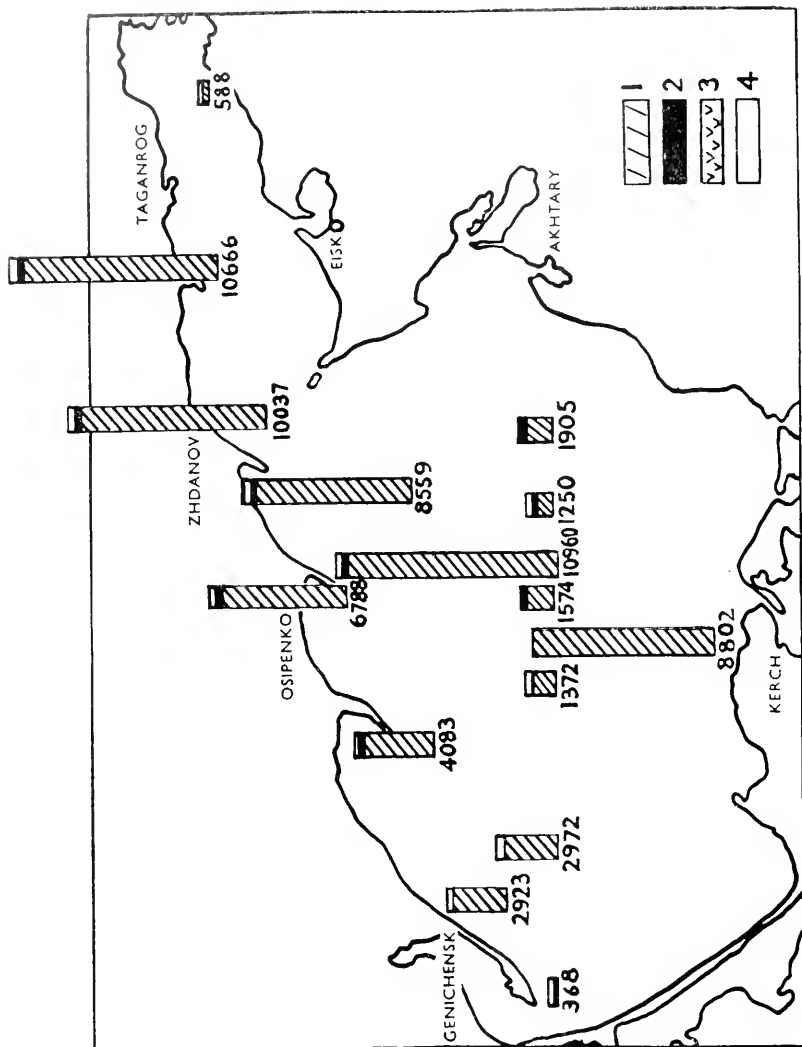 TAGANROG
588
10666
EISK
ZHDANOV
10037
AKHTARY
8559
1905
1250
OSIPENKO
6788
10960
1574
8802
1372
KERCH
4083
2972
2923
GENICHENSK
368
1
2
3
4